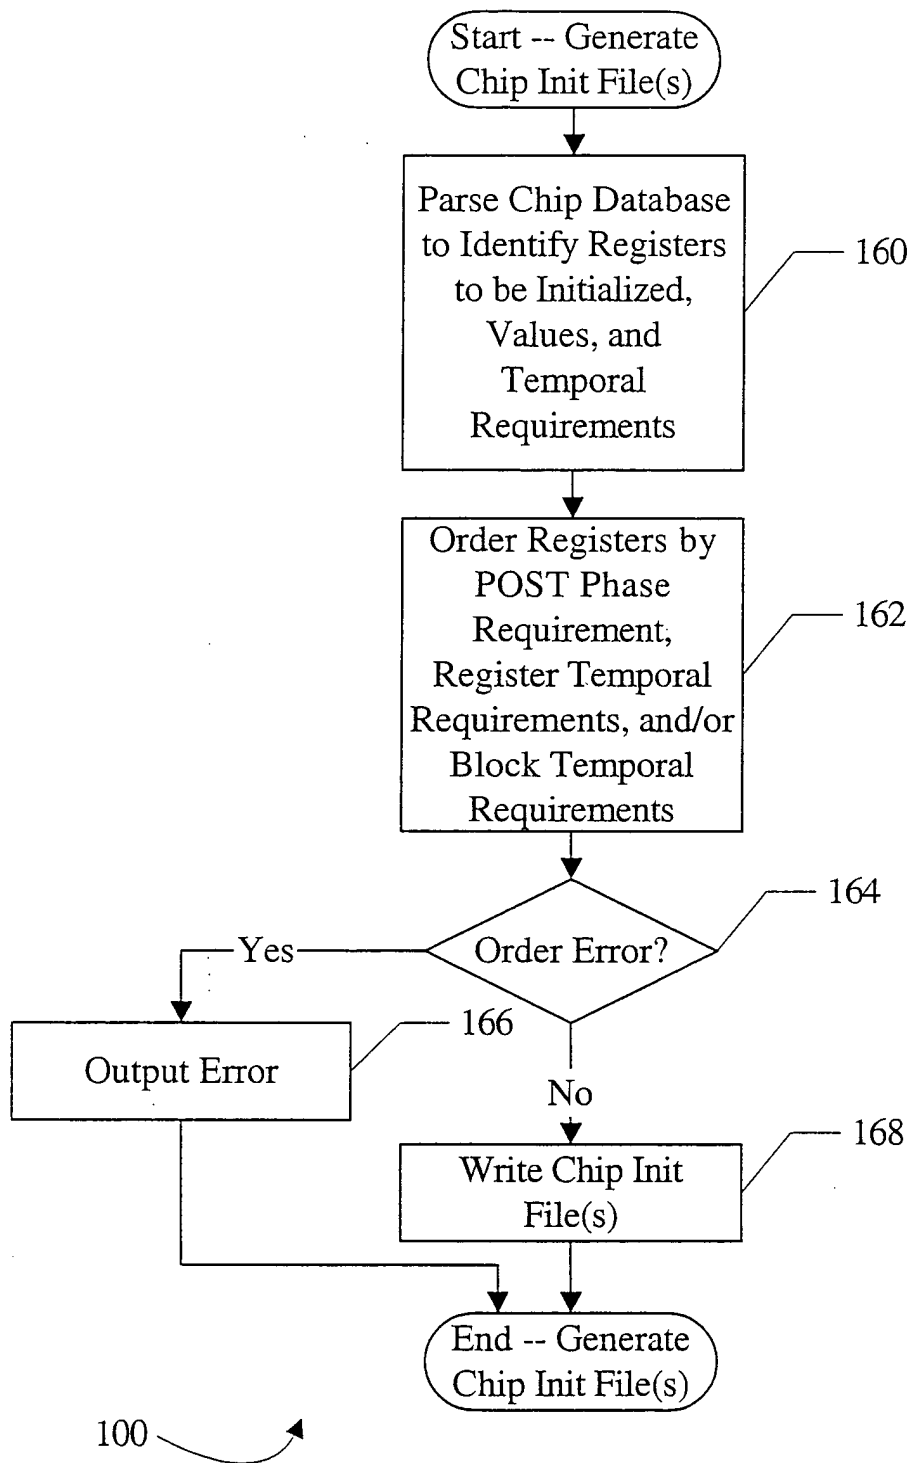 Start -- Generate
Chip Init File(s)
Parse Chip Database
to Identify Registers
to be Initialized,
Values, and
Temporal
Requirements
160
Order Registers by
POST Phase
Requirement,
Register Temporal
Requirements, and/or
Block Temporal
Requirements
162
Order Error?
164
Yes
Output Error
166
No
Write Chip Init
File(s)
168
End -- Generate
Chip Init File(s)
100